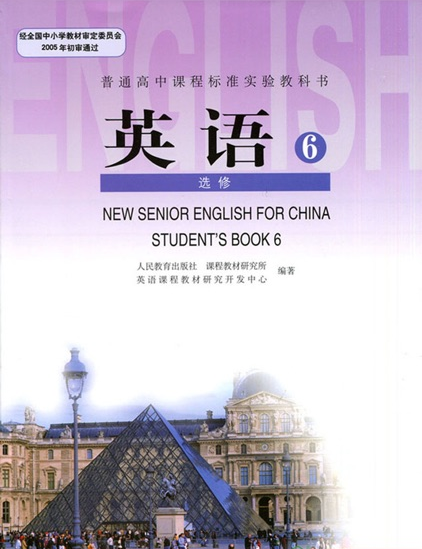 ENGLISH
经全国中小学教材审定委员会
2005年初审通过
普通高中课程标准实验教科书
英语 6
选修
NEW SENIOR ENGLISH FOR CHINA
STUDENT'S BOOK 6
人民教育出版社 课程教材研究所
英语课程教材研究开发中心
编著